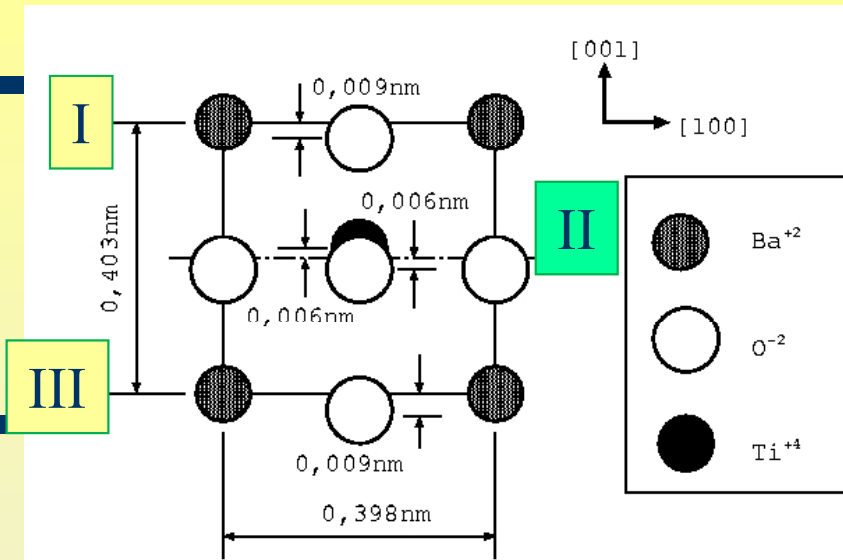 [001]
0,009nm
I
[100]
0,006nm
II
Ba+2
0,403nm
0,006nm
O-2
III
Ti+4
0,009nm
0,398nm